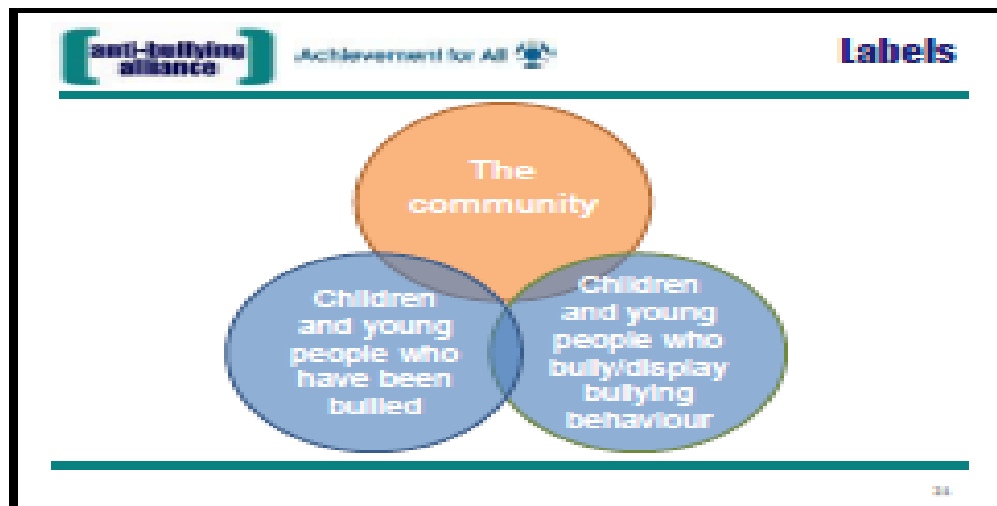 anti-bullying
alliance
Achievement for All
Labels
The
community
Children
and young
people who
have been
bullied
Children
and young
people who
bully/display
bullying
behaviour